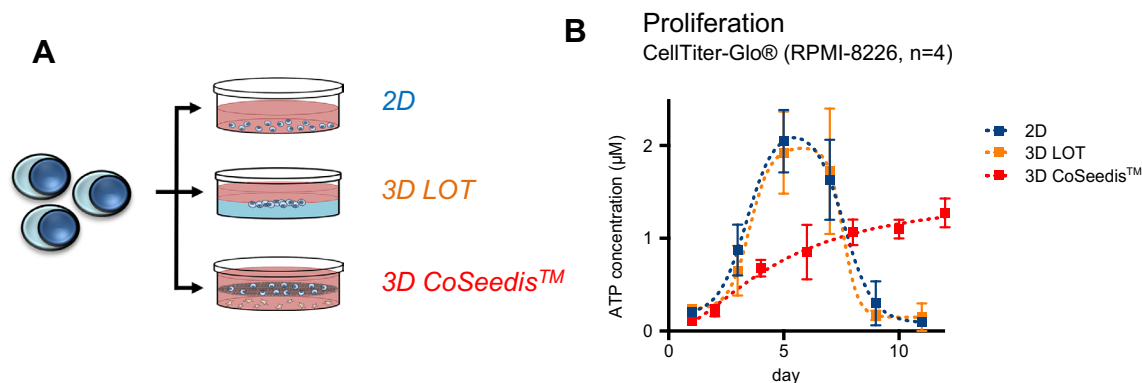 A
2D
3D LOT
3D CoSeedis™
B
Proliferation
CellTiter-Glo® (RPMI-8226, n=4)
ATP concentration (µM)
2
1
0
0
5
10
day
2D
3D LOT
3D CoSeedis™